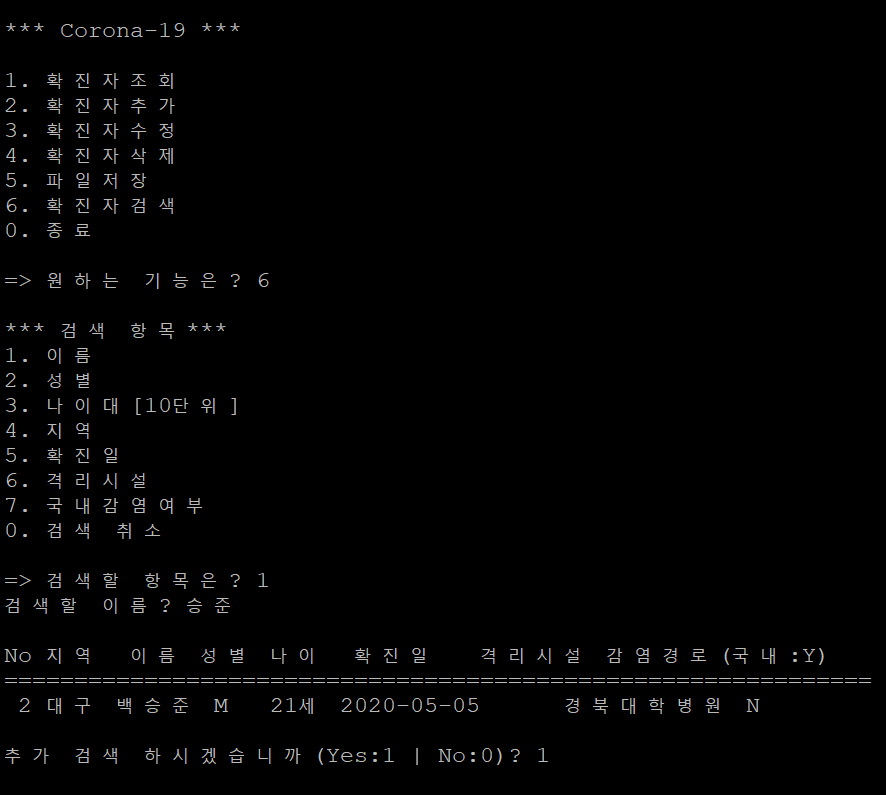 *** Corona-19 ***
1. 확진자조회
2. 확진자추가
3. 확진자수정
4. 확진자삭제
5. 파일저장
6. 확진자검색
0. 종료
=> 원하는 기능은? 6
*** 검색 항목 ***
1. 이름
2. 성별
3. 나이대 [10단위]
4. 지역
5. 확진일
6. 격리시설
7. 국내감염여부
0. 검색 취소
=> 검색할 항목은? 1
검색할 이름? 승준
No 지역 이름 성별 나이 확진일 격리시설 감염경로(국내:Y)
==============================================================
2 대구 백승준 M 21세 2020-05-05 경북대학병원 N
추가 검색 하시겠습니까(Yes:1 | No:0)? 1